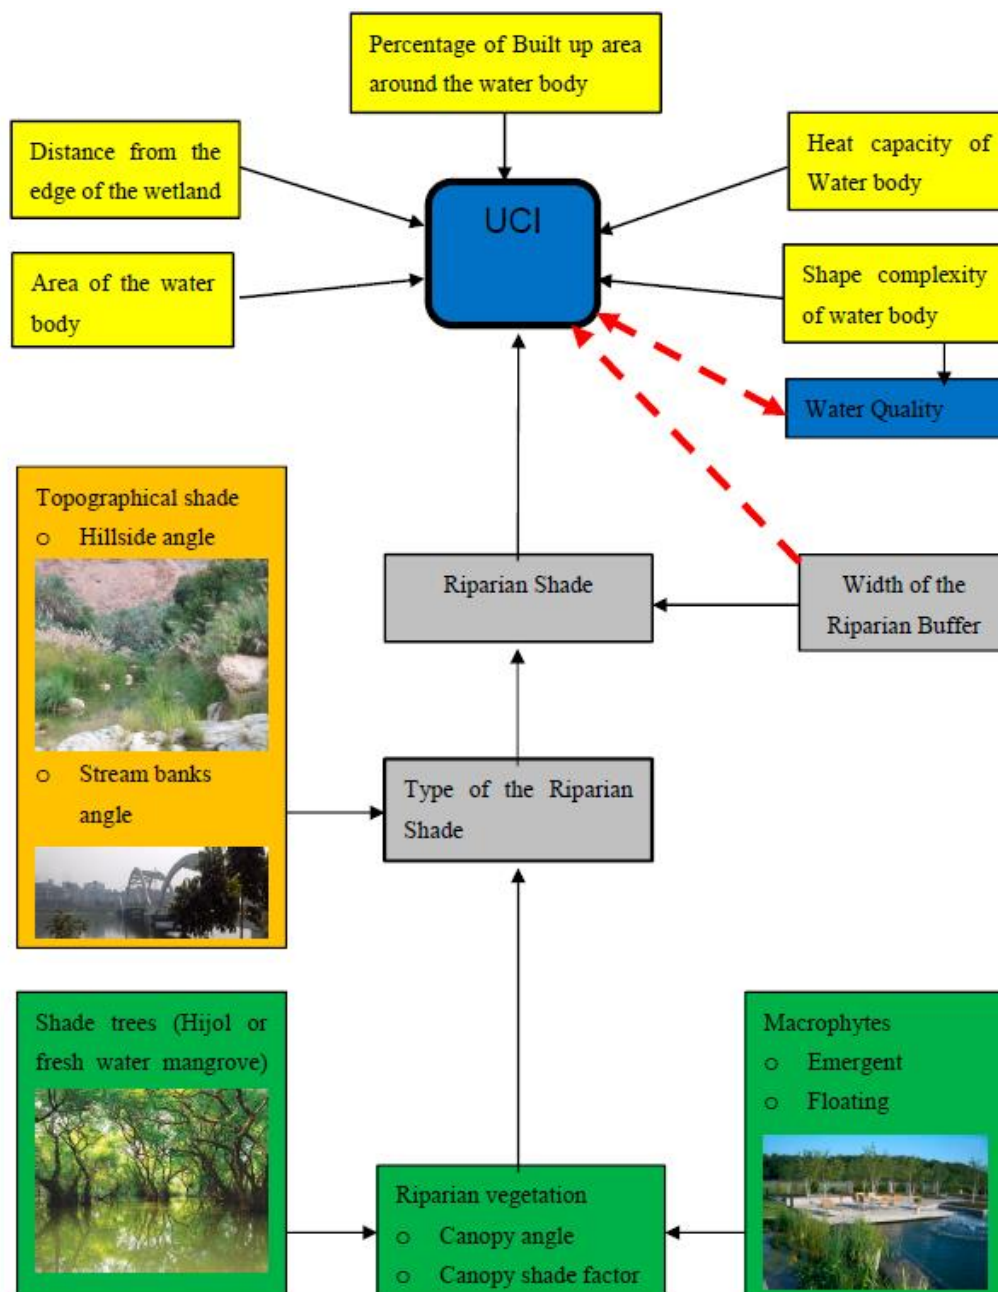 Percentage of Built up area
around the water body
Distance from the
edge of the wetland
Heat capacity of
Water body
UCI
Area of the water
body
Shape complexity
of water body
Water Quality
Topographical shade
o Hillside angle
Riparian Shade
Width of the
Riparian Buffer
o Stream banks
angle
Type of the Riparian
Shade
Shade trees (Hijol or
fresh water mangrove)
Macrophytes
o Emergent
o Floating
Riparian vegetation
o Canopy angle
o Canopy shade factor